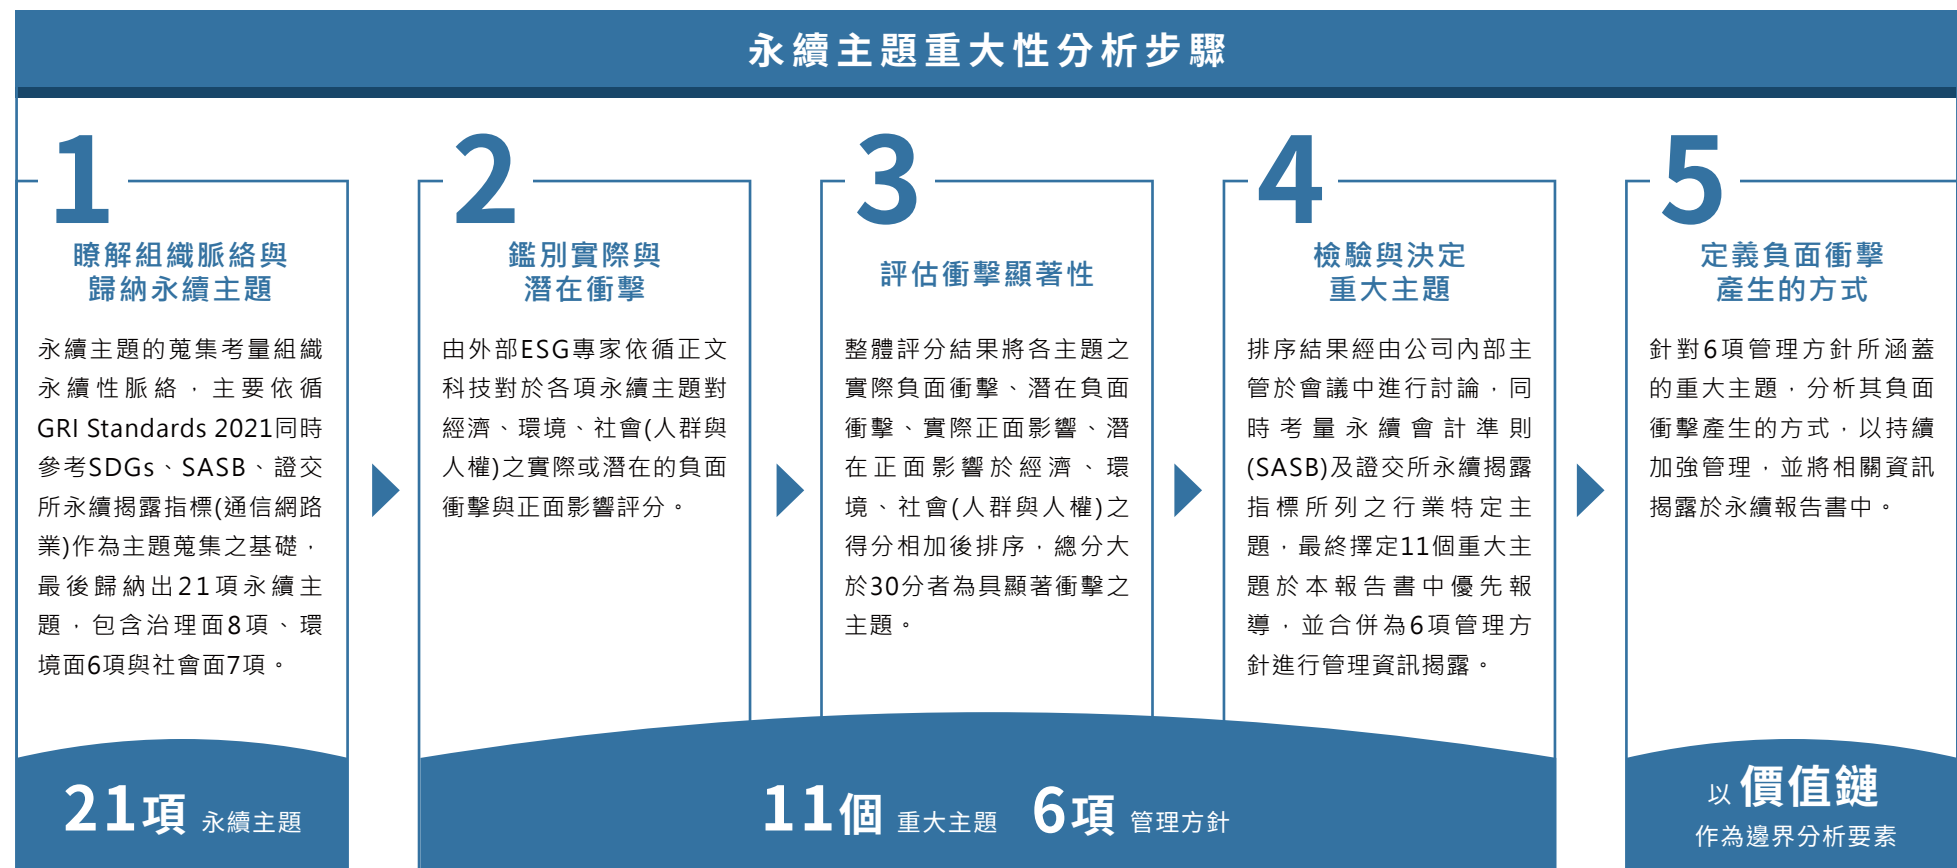 永續主題重大性分析步驟
1
瞭解組織脈絡與
歸納永續主題
永續主題的蒐集考量組織
永續性脈絡，主要依循
GRI Standards 2021同時
參考SDGs、SASB、證交
所永續揭露指標(通信網路
業)作為主題蒐集之基礎，
最後歸納出21項永續主
題，包含治理面8項、環
境面6項與社會面7項。
21項 永續主題
2
鑑別實際與
潛在衝擊
由外部ESG專家依循正文
科技對於各項永續主題對
經濟、環境、社會(人群與
人權)之實際或潛在的負面
衝擊與正面影響評分。
3
評估衝擊顯著性
整體評分結果將各主題之
實際負面衝擊、潛在負面
衝擊、實際正面影響、潛
在正面影響於經濟、環
境、社會(人群與人權)之
得分相加後排序，總分大
於30分者為具顯著衝擊之
主題。
4
檢驗與決定
重大主題
排序結果經由公司內部主
管於會議中進行討論，同
時考量永續會計準則
(SASB)及證交所永續揭露
指標所列之行業特定主
題，最終擇定11個重大主
題於本報告書中優先報
導，並合併為6項管理方
針進行管理資訊揭露。
11個 重大主題 6項 管理方針
5
定義負面衝擊
產生的方式
針對6項管理方針所涵蓋
的重大主題，分析其負面
衝擊產生的方式，以持續
加強管理，並將相關資訊
揭露於永續報告書中。
以 價值鏈
作為邊界分析要素